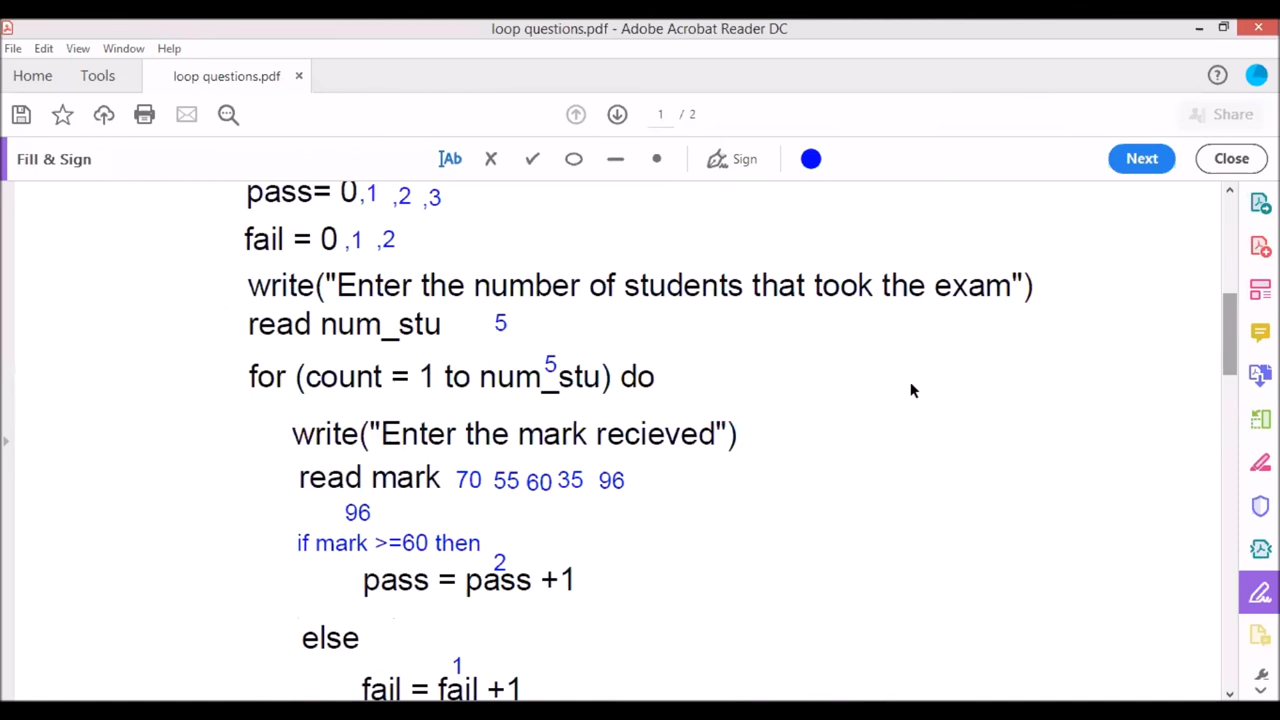 loop questions.pdf - Adobe Acrobat Reader DC
File Edit View Window Help
Home Tools loop questions.pdf ×
1 / 2 Share
Fill & Sign Ab Sign Next Close
pass= 0,1 ,2 ,3
fail = 0 ,1 ,2
write("Enter the number of students that took the exam")
read num_stu 5
5
for (count = 1 to num_stu) do
write("Enter the mark recieved")
read mark 70 55 60 35 96
96
if mark >=60 then
2
pass = pass +1
else
1
fail = fail +1